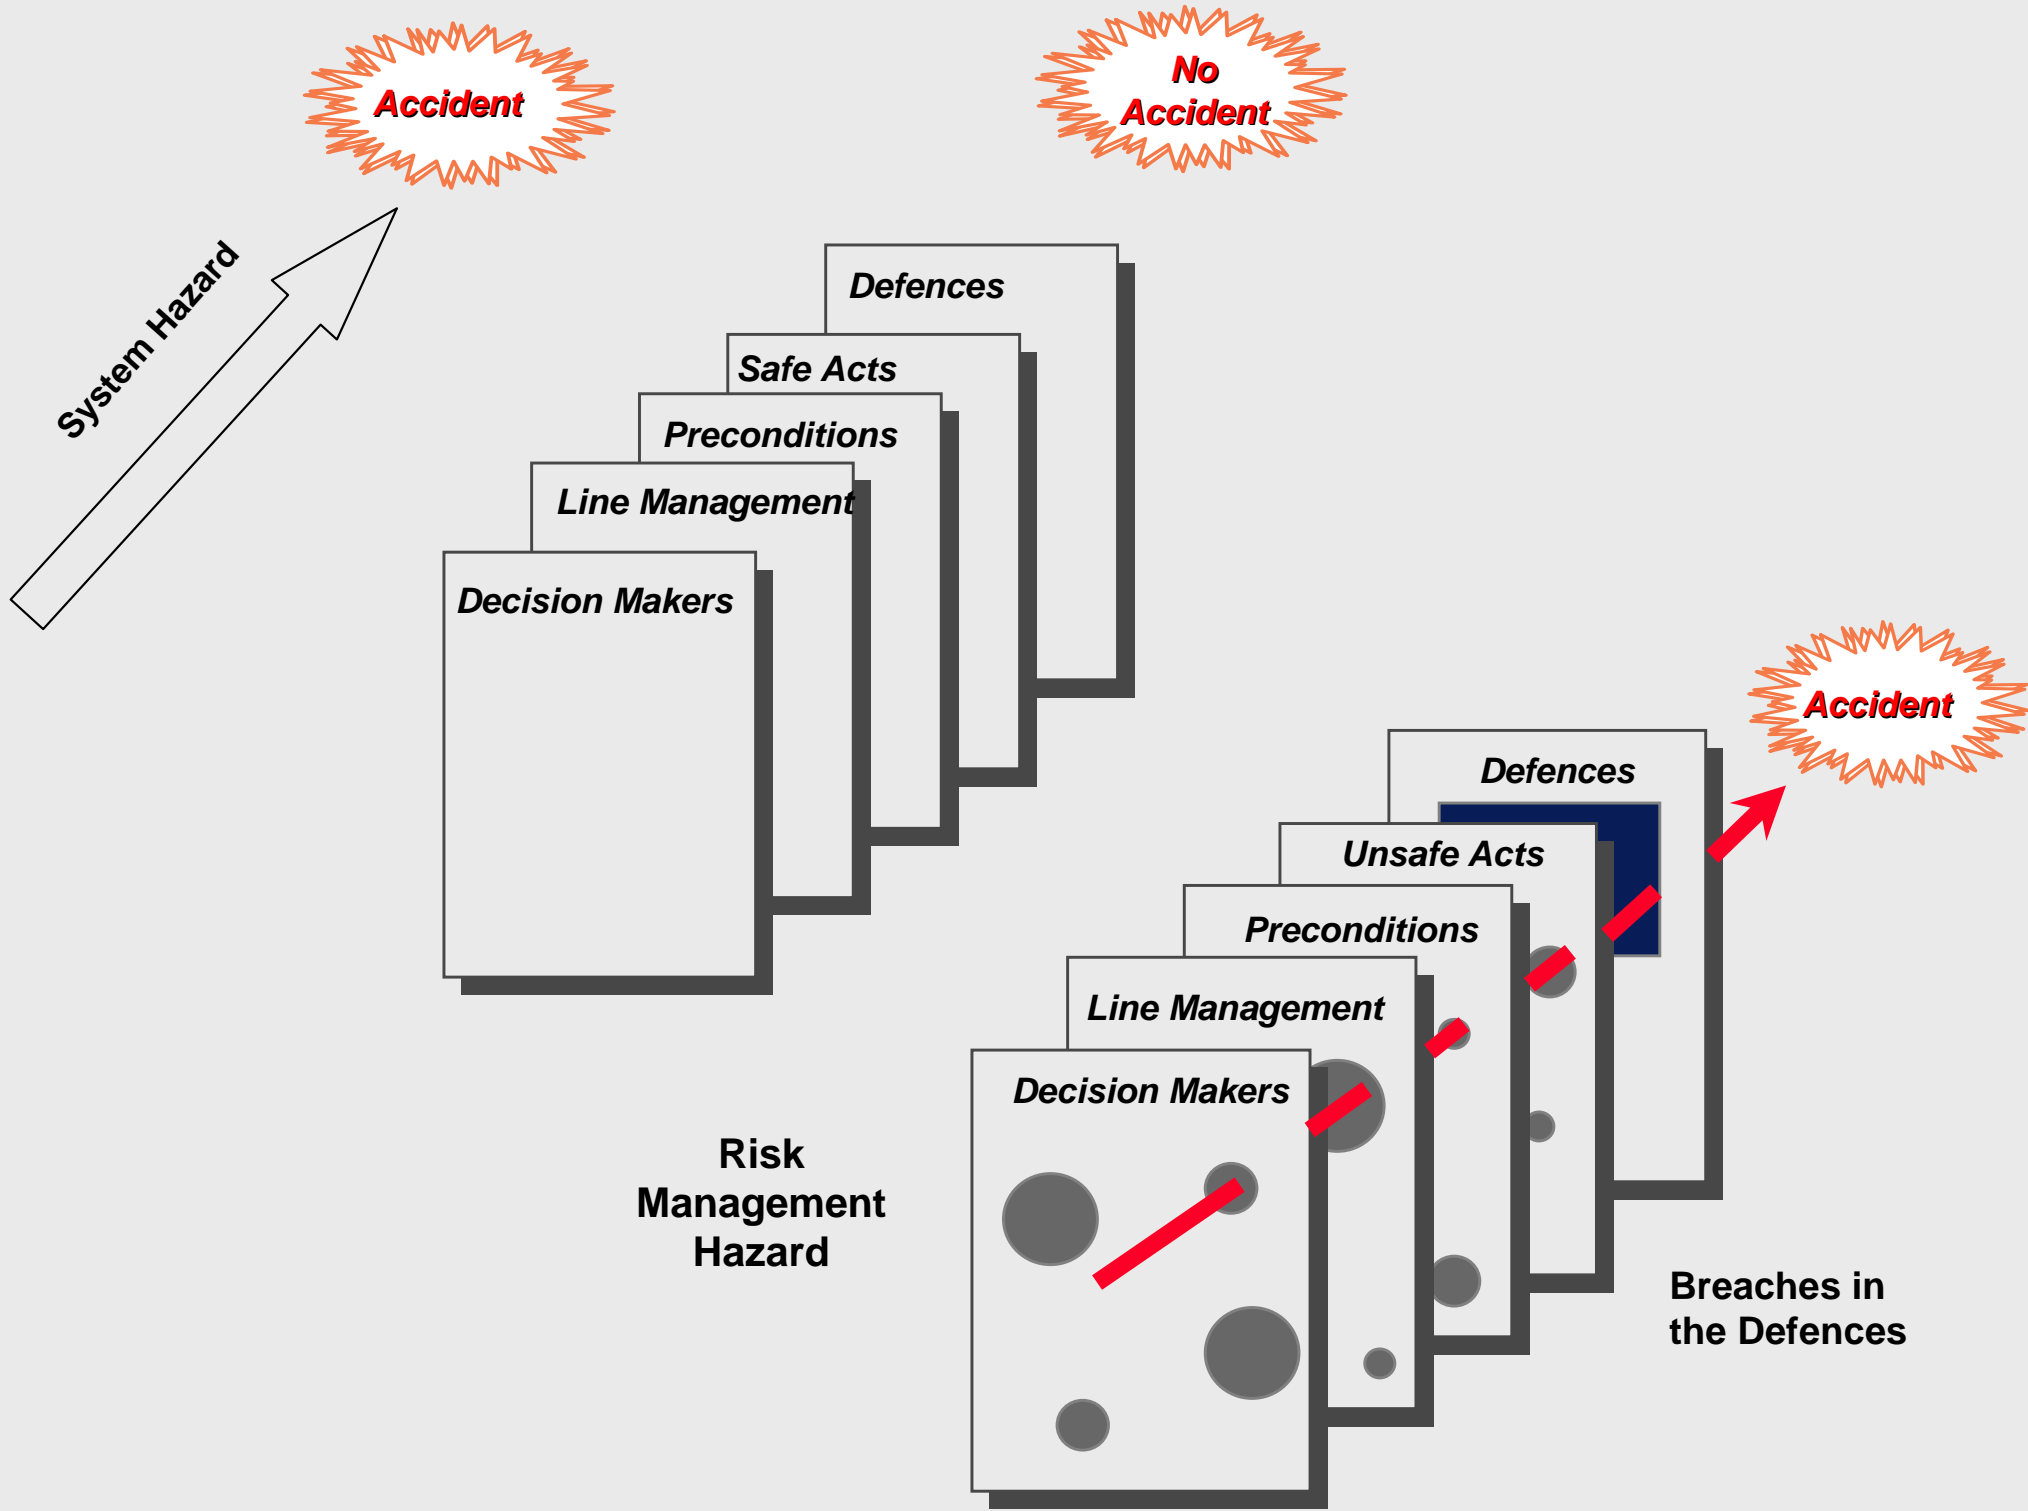 Accident
No
Accident
System Hazard
Defences
Safe Acts
Preconditions
Line Management
Decision Makers
Accident
Defences
Unsafe Acts
Preconditions
Line Management
Decision Makers
Risk
Management
Hazard
Breaches in
the Defences